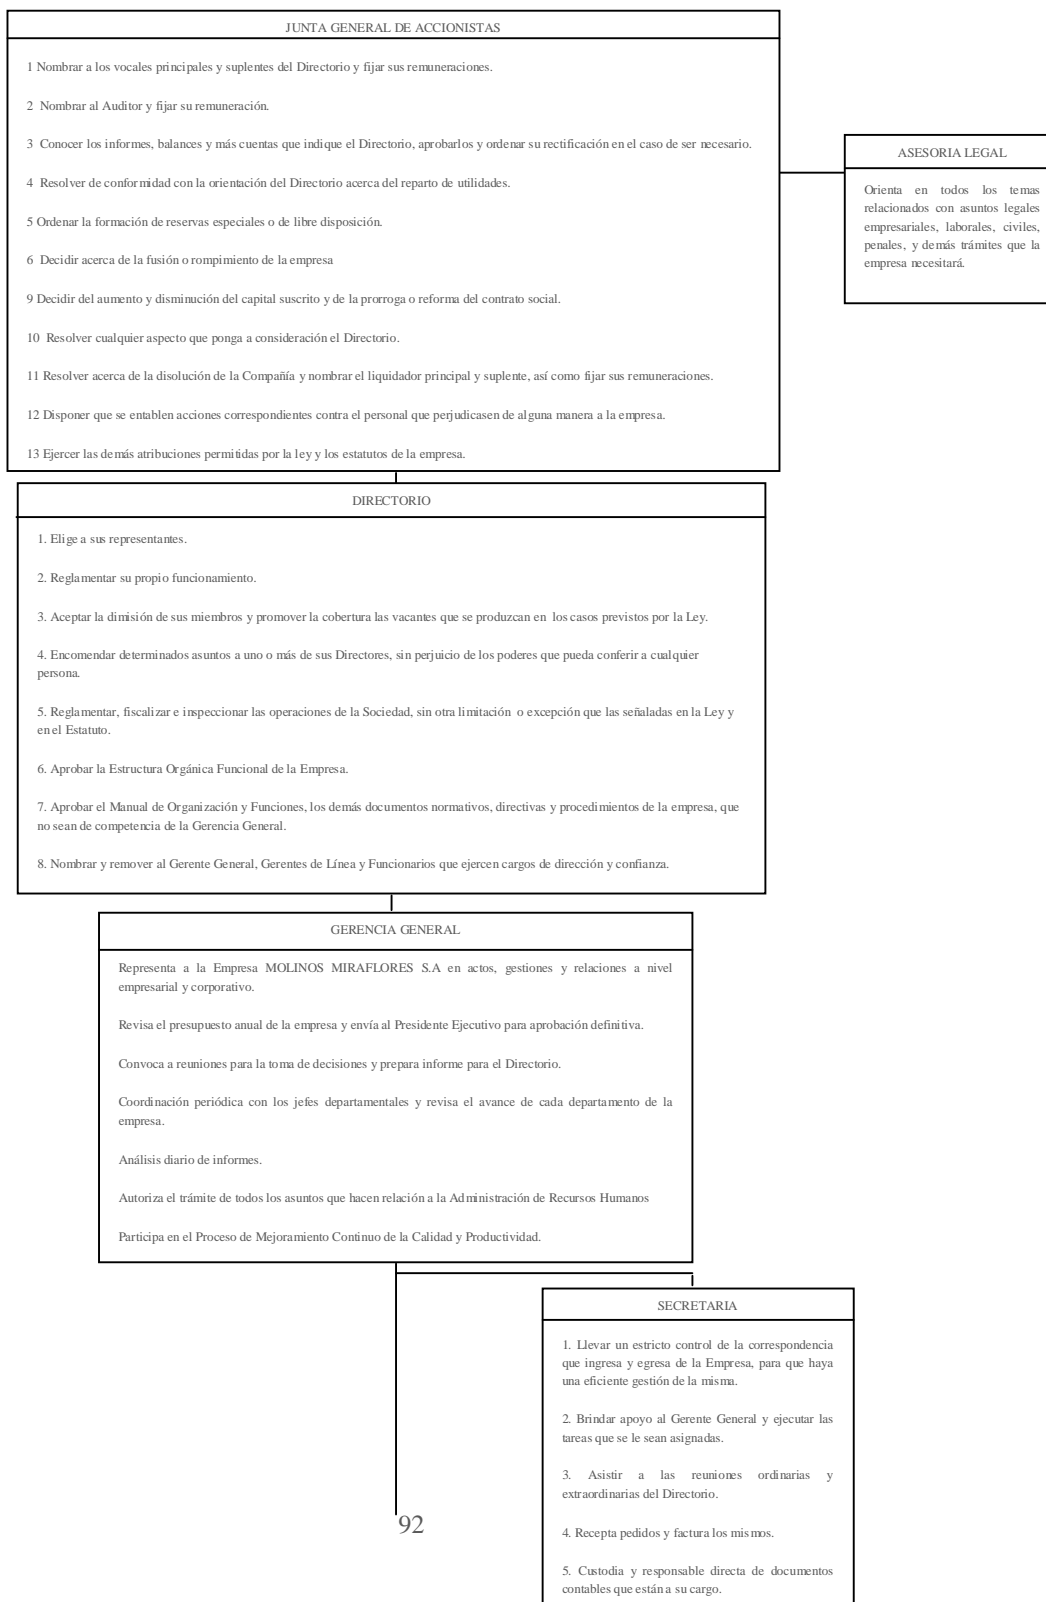 JUNTA GENERAL DE ACCIONISTAS
1 Nombrar a los vocales principales y suplentes del Directorio y fijar sus remuneraciones.
2 Nombrar al Auditor y fijar su remuneración.
3 Conocer los informes, balances y más cuentas que indique el Directorio, aprobarlos y ordenar su rectificación en el caso de ser necesario.
4 Resolver de conformidad con la orientación del Directorio acerca del reparto de utilidades.
5 Ordenar la formación de reservas especiales o de libre disposición.
6 Decidir acerca de la fusión o rompimiento de la empresa
9 Decidir del aumento y disminución del capital suscrito y de la prorroga o reforma del contrato social.
10 Resolver cualquier aspecto que ponga a consideración el Directorio.
11 Resolver acerca de la disolución de la Compañía y nombrar el liquidador principal y suplente, así como fijar sus remuneraciones.
12 Disponer que se entablen acciones correspondientes contra el personal que perjudicasen de alguna manera a la empresa.
13 Ejercer las demás atribuciones permitidas por la ley y los estatutos de la empresa.
ASESORIA LEGAL
Orienta en todos los temas
relacionados con asuntos legales
empresariales, laborales, civiles,
penales, y demás trámites que la
empresa necesitará.
DIRECTORIO
1. Elige a sus representantes.
2. Reglamentar su propio funcionamiento.
3. Aceptar la dimisión de sus miembros y promover la cobertura las vacantes que se produzcan en los casos previstos por la Ley.
4. Encomendar determinados asuntos a uno o más de sus Directores, sin perjuicio de los poderes que pueda conferir a cualquier
persona.
5. Reglamentar, fiscalizar e inspeccionar las operaciones de la Sociedad, sin otra limitación o excepción que las señaladas en la Ley y
en el Estatuto.
6. Aprobar la Estructura Orgánica Funcional de la Empresa.
7. Aprobar el Manual de Organización y Funciones, los demás documentos normativos, directivas y procedimientos de la empresa, que
no sean de competencia de la Gerencia General.
8. Nombrar y remover al Gerente General, Gerentes de Línea y Funcionarios que ejercen cargos de dirección y confianza.
GERENCIA GENERAL
Representa a la Empresa MOLINOS MIRAFLORES S.A en actos, gestiones y relaciones a nivel
empresarial y corporativo.
Revisa el presupuesto anual de la empresa y envía al Presidente Ejecutivo para aprobación definitiva.
Convoca a reuniones para la toma de decisiones y prepara informe para el Directorio.
Coordinación periódica con los jefes departamentales y revisa el avance de cada departamento de la
empresa.
Análisis diario de informes.
Autoriza el trámite de todos los asuntos que hacen relación a la Administración de Recursos Humanos
Participa en el Proceso de Mejoramiento Continuo de la Calidad y Productividad.
SECRETARIA
1. Llevar un estricto control de la correspondencia
que ingresa y egresa de la Empresa, para que haya
una eficiente gestión de la misma.
2. Brindar apoyo al Gerente General y ejecutar las
tareas que se le sean asignadas.
3. Asistir a las reuniones ordinarias y
extraordinarias del Directorio.
4. Recepta pedidos y factura los mismos.
5. Custodia y responsable directa de documentos
contables que están a su cargo.
92